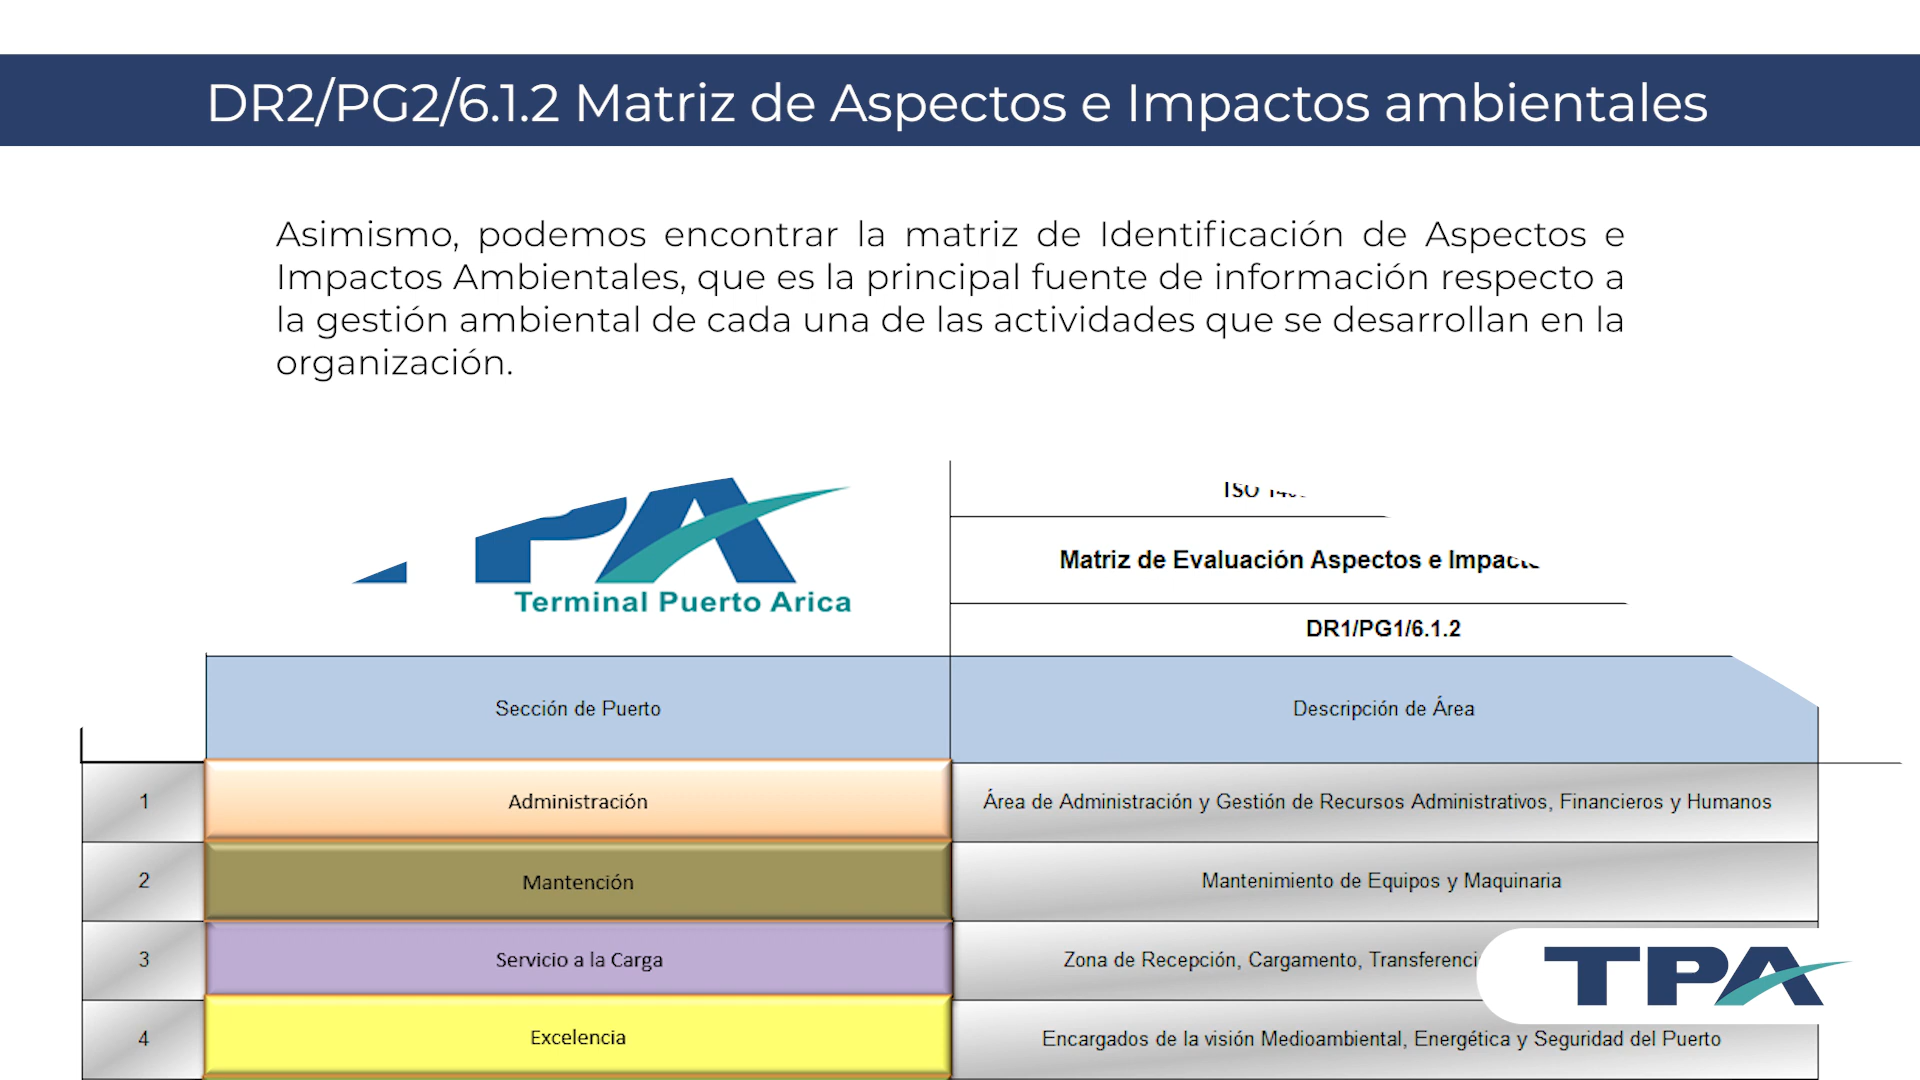 DR2/PG2/6.1.2 Matriz de Aspectos e Impactos ambientales
Asimismo, podemos encontrar la matriz de Identificación de Aspectos e
Impactos Ambientales, que es la principal fuente de información respecto a
la gestión ambiental de cada una de las actividades que se desarrollan en la
organización.
ISO
PA
Terminal Puerto Arica
Matriz de Evaluación Aspectos e
DR1/PG1/6.1.2
Sección de Puerto
Descripción de Área
1
Administración
Área de Administración y Gestión de Recursos Administrativos, Financieros y Humanos
2
Mantención
Mantenimiento de Equipos y Maquinaria
3
Servicio a la Carga
Zona de Recepción, Cargamento, Transferenci
TPA
4
Excelencia
Encargados de la visión Medioambiental, Energética y Seguridad del Puerto